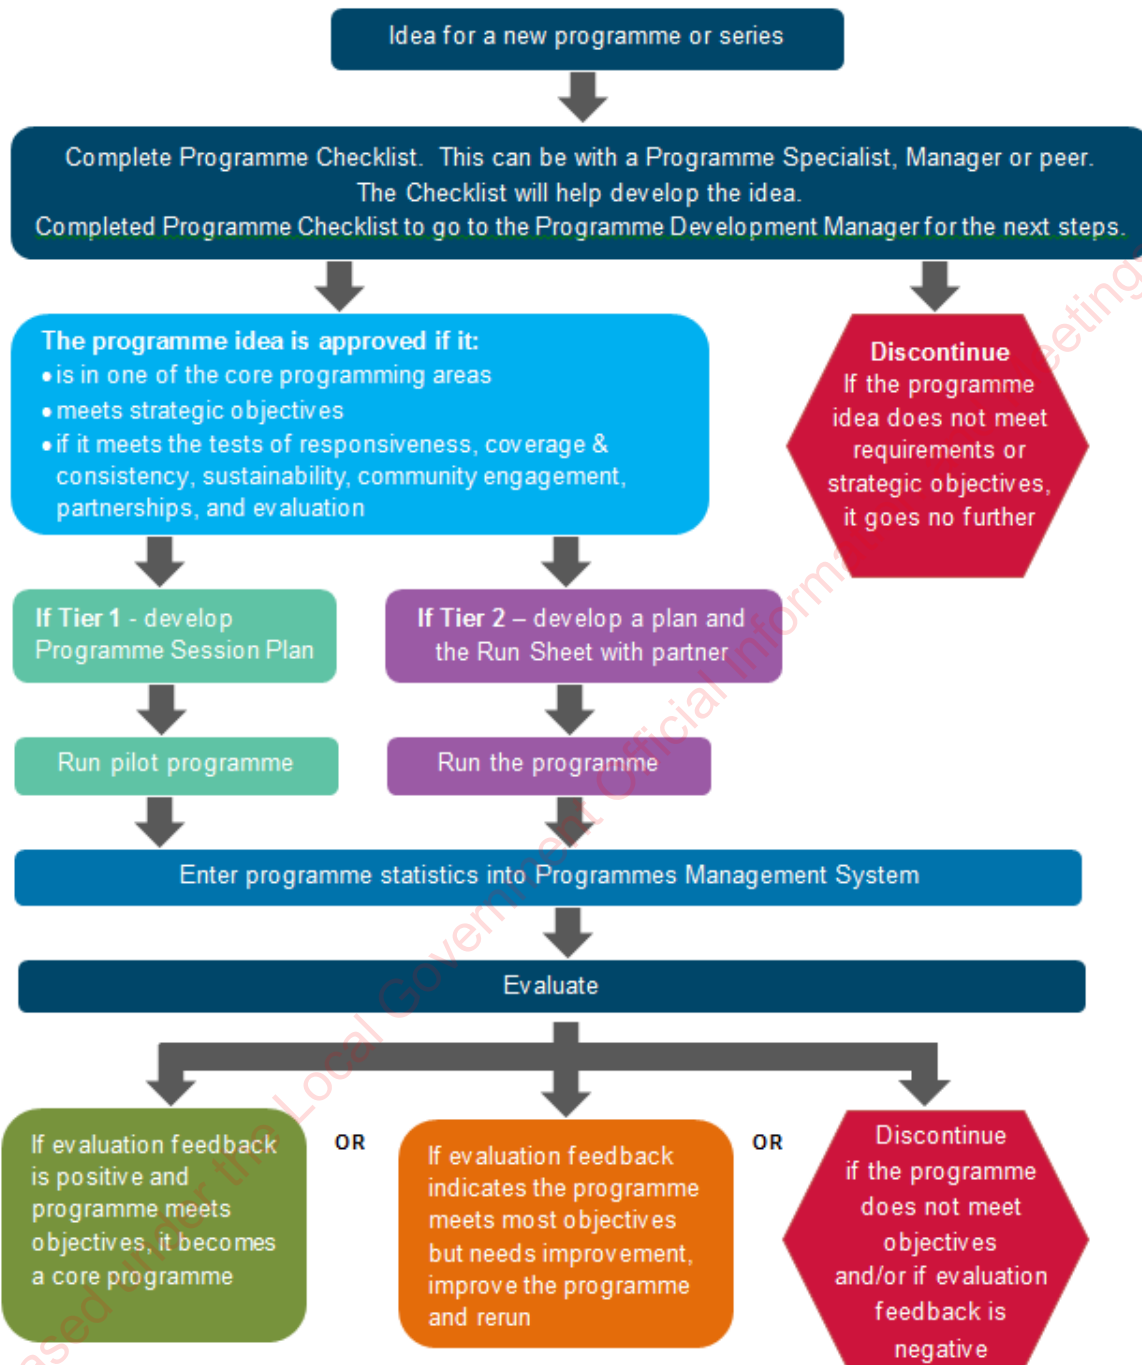 Idea for a new programme or series
Complete Programme Checklist. This can be with a Programme Specialist, Manager or peer.
The Checklist will help develop the idea.
Completed Programme Checklist to go to the Programme Development Manager for the next steps.
The programme idea is approved if it:
• is in one of the core programming areas
• meets strategic objectives
• if it meets the tests of responsiveness, coverage &
consistency, sustainability, community engagement,
partnerships, and evaluation
Discontinue
If the programme
idea does not meet
requirements or
strategic objectives,
it goes no further
If Tier 1 - develop
Programme Session Plan
If Tier 2 – develop a plan and
the Run Sheet with partner
Run pilot programme
Run the programme
Enter programme statistics into Programmes Management System
Evaluate
If evaluation feedback
is positive and
programme meets
objectives, it becomes
a core programme
OR
If evaluation feedback
indicates the programme
meets most objectives
but needs improvement,
improve the programme
and rerun
OR
Discontinue
if the programme
does not meet
objectives
and/or if evaluation
feedback is
negative
ased under the Local Government Official Informa eetings